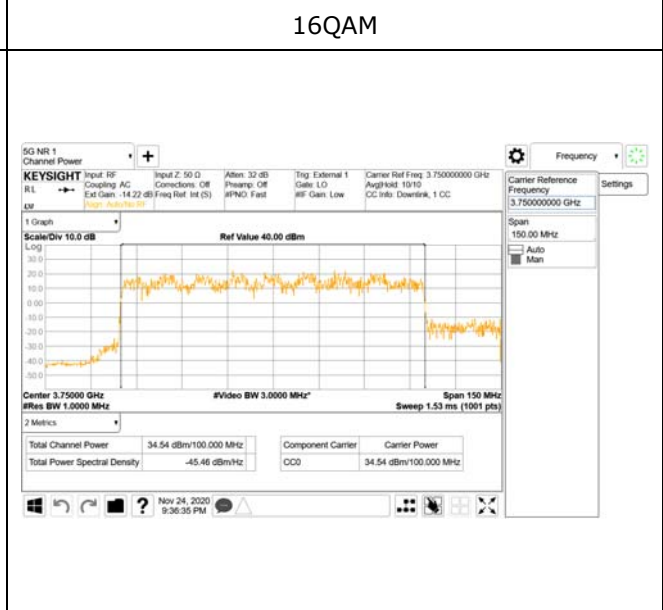 16QAM
5G NR 1
Channel Power
Frequency
KEYSIGHT
Input: RF
Input Z: 50 Ω
Atten: 32 dB
Trig: External 1
Carrier Ref Freq: 3.750000000 GHz
RL
Coupling: AC
Corrections: Off
Preamp: Off
Gate: LO
Avg|Hold: 10/10
Ext Gain: -14.22 dB
Freq Ref: Int (S)
#PNO: Fast
#IF Gain: Low
CC Info: Downlink, 1 CC
Align: Auto/No RF
Carrier Reference
Frequency
3.750000000 GHz
Settings
Span
150.00 MHz
Auto
Man
1 Graph
Scale/Div 10.0 dB
Ref Value 40.00 dBm
Log
30.0
20.0
10.0
0.00
-10.0
-20.0
-30.0
-40.0
-50.0
Center 3.75000 GHz
#Video BW 3.0000 MHz*
Span 150 MHz
#Res BW 1.0000 MHz
Sweep 1.53 ms (1001 pts)
2 Metrics
Total Channel Power
34.54 dBm/100.000 MHz
Component Carrier
Carrier Power
Total Power Spectral Density
-45.46 dBm/Hz
CC0
34.54 dBm/100.000 MHz
?
Nov 24, 2020
9:36:35 PM